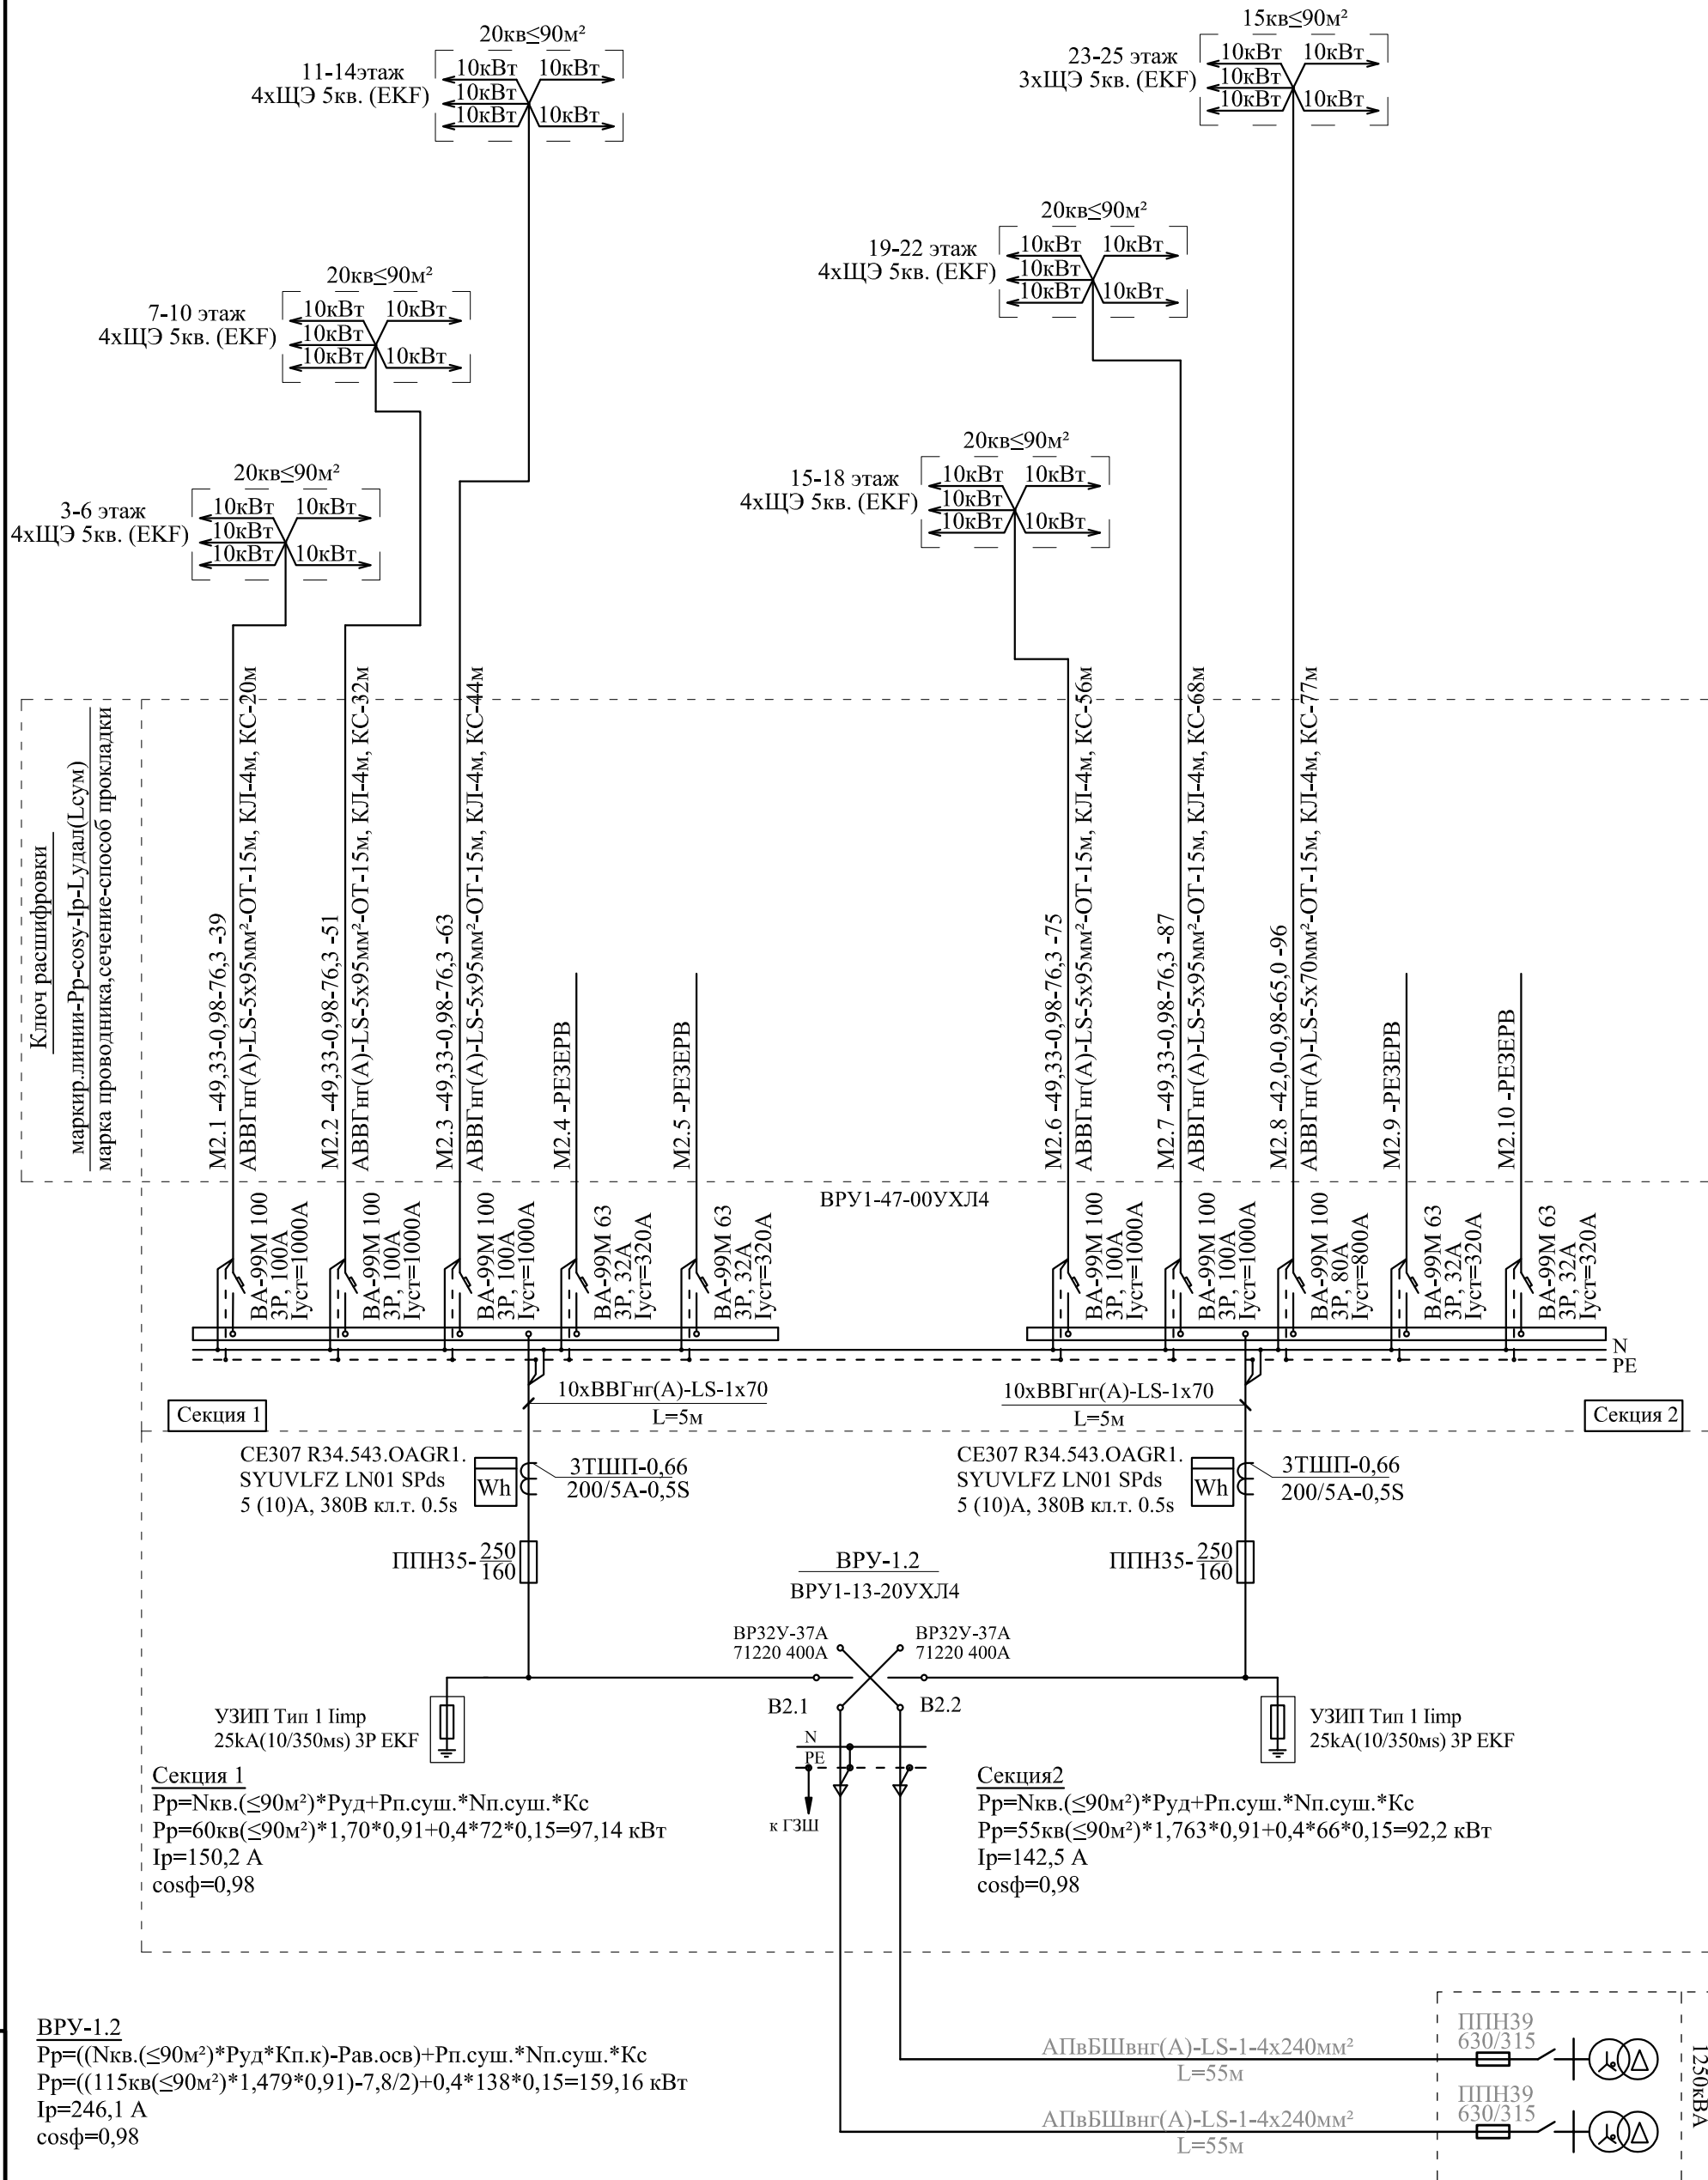 20кв≤90м²
11-14этаж
4хЩЭ 5кв. (EKF)
10кВт 10кВт
10кВт
10кВт 10кВт
15кв≤90м²
23-25 этаж
3хЩЭ 5кв. (EKF)
10кВт 10кВт
10кВт
10кВт 10кВт
20кв≤90м²
19-22 этаж
4хЩЭ 5кв. (EKF)
10кВт 10кВт
10кВт
10кВт 10кВт
20кв≤90м²
7-10 этаж
4хЩЭ 5кв. (EKF)
10кВт 10кВт
10кВт
10кВт 10кВт
20кв≤90м²
15-18 этаж
4хЩЭ 5кв. (EKF)
10кВт 10кВт
10кВт
10кВт 10кВт
20кв≤90м²
3-6 этаж
4хЩЭ 5кв. (EKF)
10кВт 10кВт
10кВт
10кВт 10кВт
Ключ расшифровки
маркир.линии-Рр-cosy-Iр-Lудал(Lсум)
марка проводника,сечение-способ прокладки
М2.1 -49,33-0,98-76,3 -39
АВВГнг(А)-LS-5х95мм²-ОТ-15м, КЛ-4м, КС-20м
М2.2 -49,33-0,98-76,3 -51
АВВГнг(А)-LS-5х95мм²-ОТ-15м, КЛ-4м, КС-32м
М2.3 -49,33-0,98-76,3 -63
АВВГнг(А)-LS-5х95мм²-ОТ-15м, КЛ-4м, КС-44м
М2.4 -РЕЗЕРВ
М2.5 -РЕЗЕРВ
М2.6 -49,33-0,98-76,3 -75
АВВГнг(А)-LS-5х95мм²-ОТ-15м, КЛ-4м, КС-56м
М2.7 -49,33-0,98-76,3 -87
АВВГнг(А)-LS-5х95мм²-ОТ-15м, КЛ-4м, КС-68м
М2.8 -42,0-0,98-65,0 -96
АВВГнг(А)-LS-5х70мм²-ОТ-15м, КЛ-4м, КС-77м
М2.9 -РЕЗЕРВ
М2.10 -РЕЗЕРВ
ВРУ1-47-00УХЛ4
ВА-99М 100
3Р, 100А
Iуст=1000А
ВА-99М 100
3Р, 100А
Iуст=1000А
ВА-99М 100
3Р, 100А
Iуст=1000А
ВА-99М 63
3Р, 32А
Iуст=320А
ВА-99М 63
3Р, 32А
Iуст=320А
ВА-99М 100
3Р, 100А
Iуст=1000А
ВА-99М 100
3Р, 100А
Iуст=1000А
ВА-99М 100
3Р, 80А
Iуст=800А
ВА-99М 63
3Р, 32А
Iуст=320А
ВА-99М 63
3Р, 32А
Iуст=320А
N
PE
Секция 1
10хВВГнг(А)-LS-1х70
L=5м
10хВВГнг(А)-LS-1х70
L=5м
Секция 2
СЕ307 R34.543.OAGR1.
SYUVLFZ LN01 SPds
5 (10)А, 380В кл.т. 0.5s
Wh
3ТШП-0,66
200/5А-0,5S
СЕ307 R34.543.OAGR1.
SYUVLFZ LN01 SPds
5 (10)А, 380В кл.т. 0.5s
Wh
3ТШП-0,66
200/5А-0,5S
ППН35-250/160
ППН35-250/160
ВРУ-1.2
ВРУ1-13-20УХЛ4
ВР32У-37А
71220 400А
ВР32У-37А
71220 400А
В2.1
В2.2
УЗИП Тип 1 Iimp
25kA(10/350мs) 3Р EKF
УЗИП Тип 1 Iimp
25kA(10/350мs) 3Р EKF
N
PE
к ГЗШ
Секция 1
Рр=Nкв.(≤90м²)*Руд+Рп.суш.*Nп.суш.*Кс
Рр=60кв(≤90м²)*1,70*0,91+0,4*72*0,15=97,14 кВт
Iр=150,2 А
cosф=0,98
Секция2
Рр=Nкв.(≤90м²)*Руд+Рп.суш.*Nп.суш.*Кс
Рр=55кв(≤90м²)*1,763*0,91+0,4*66*0,15=92,2 кВт
Iр=142,5 А
cosф=0,98
ВРУ-1.2
Рр=((Nкв.(≤90м²)*Руд*Кп.к)-Рав.осв)+Рп.суш.*Nп.суш.*Кс
Рр=((115кв(≤90м²)*1,479*0,91)-7,8/2)+0,4*138*0,15=159,16 кВт
Iр=246,1 А
cosф=0,98
АПвБШвнг(А)-LS-1-4х240мм²
L=55м
ППН39
630/315
АПвБШвнг(А)-LS-1-4х240мм²
L=55м
ППН39
630/315
1250кВА